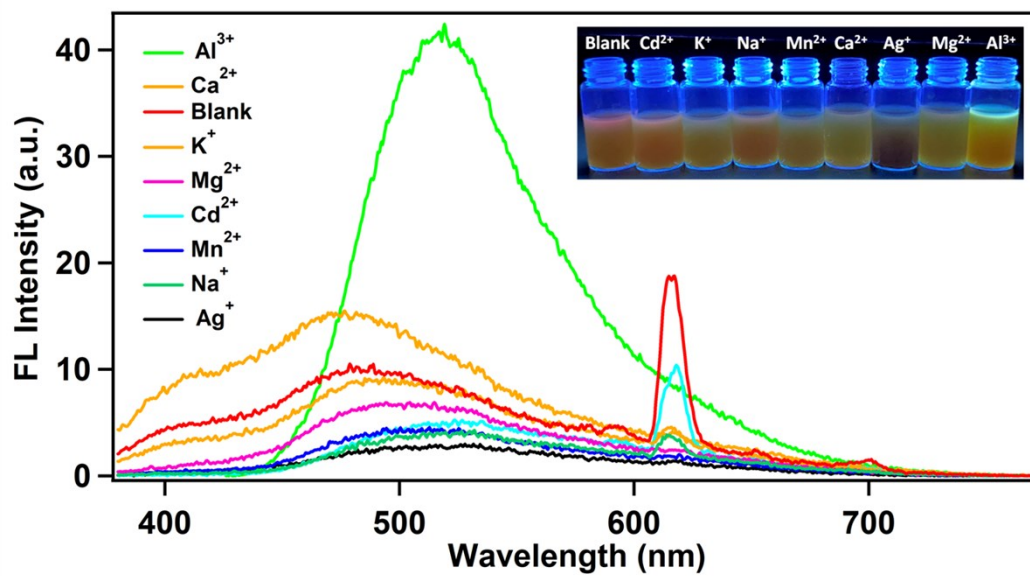 Al³⁺
Ca²⁺
Blank
K⁺
Mg²⁺
Cd²⁺
Mn²⁺
Na⁺
Ag⁺
Blank Cd²⁺ K⁺ Na⁺ Mn²⁺ Ca²⁺ Ag⁺ Mg²⁺ Al³⁺
FL Intensity (a.u.)
40
30
20
10
0
400 500 600 700
Wavelength (nm)